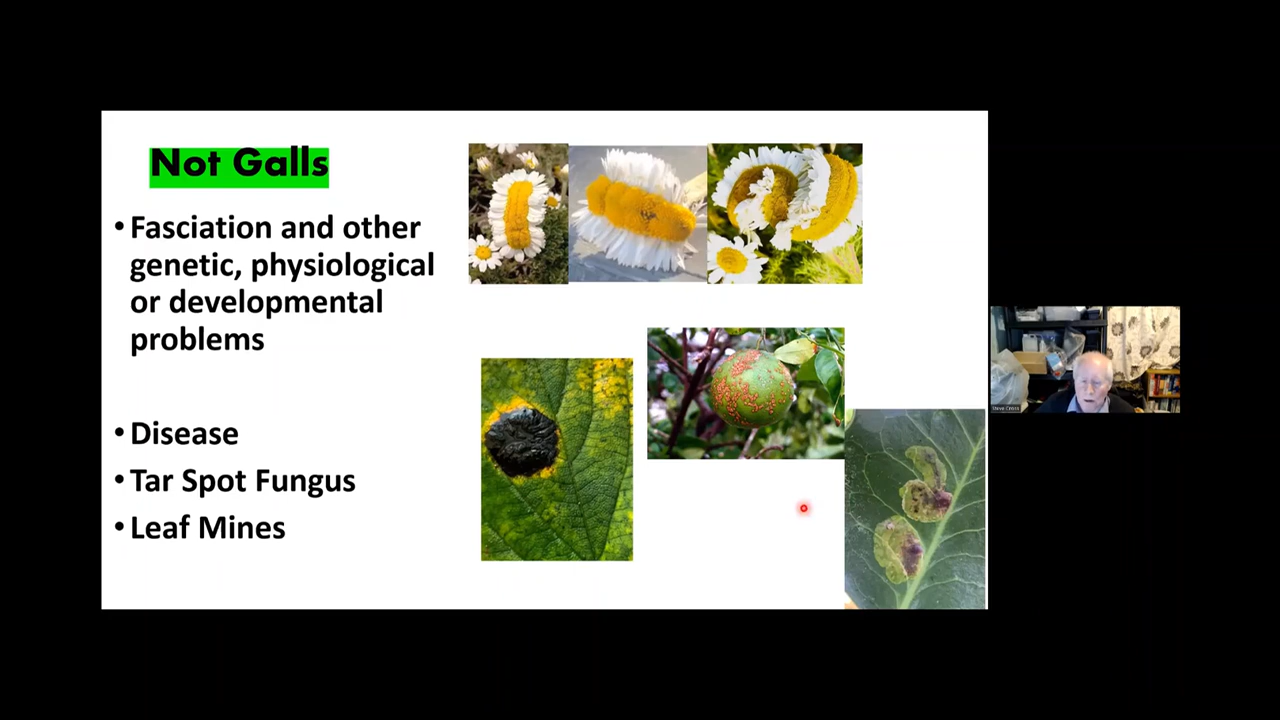 Not Galls
• Fasciation and other
genetic, physiological
or developmental
problems
• Disease
• Tar Spot Fungus
• Leaf Mines